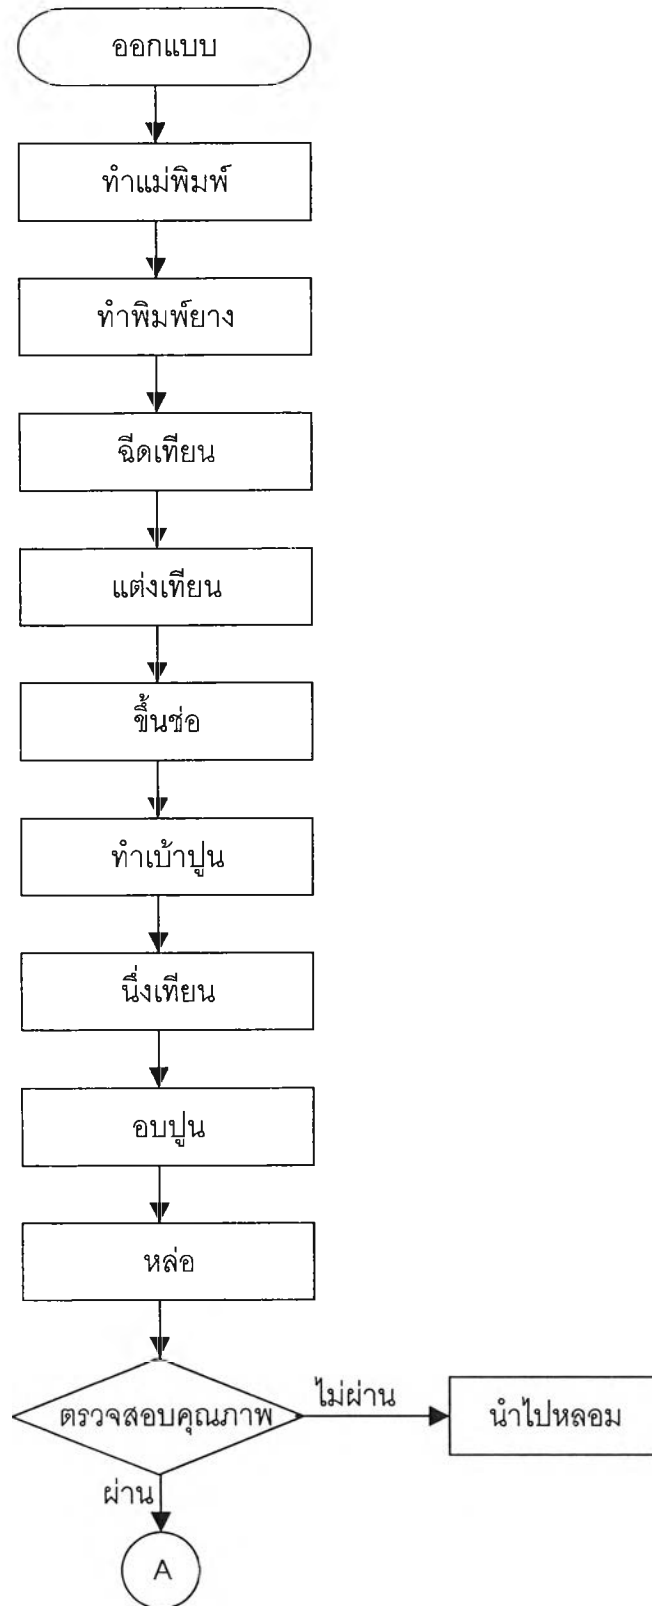 ออกแบบ
ทำแม่พิมพ์
ทำพิมพ์ยาง
ฉีดเทียน
แต่งเทียน
ขึ้นช่อ
ทำเบ้าปูน
นึ่งเทียน
อบปูน
หล่อ
ตรวจสอบคุณภาพ
ไม่ผ่าน
นำไปหลอม
ผ่าน
A